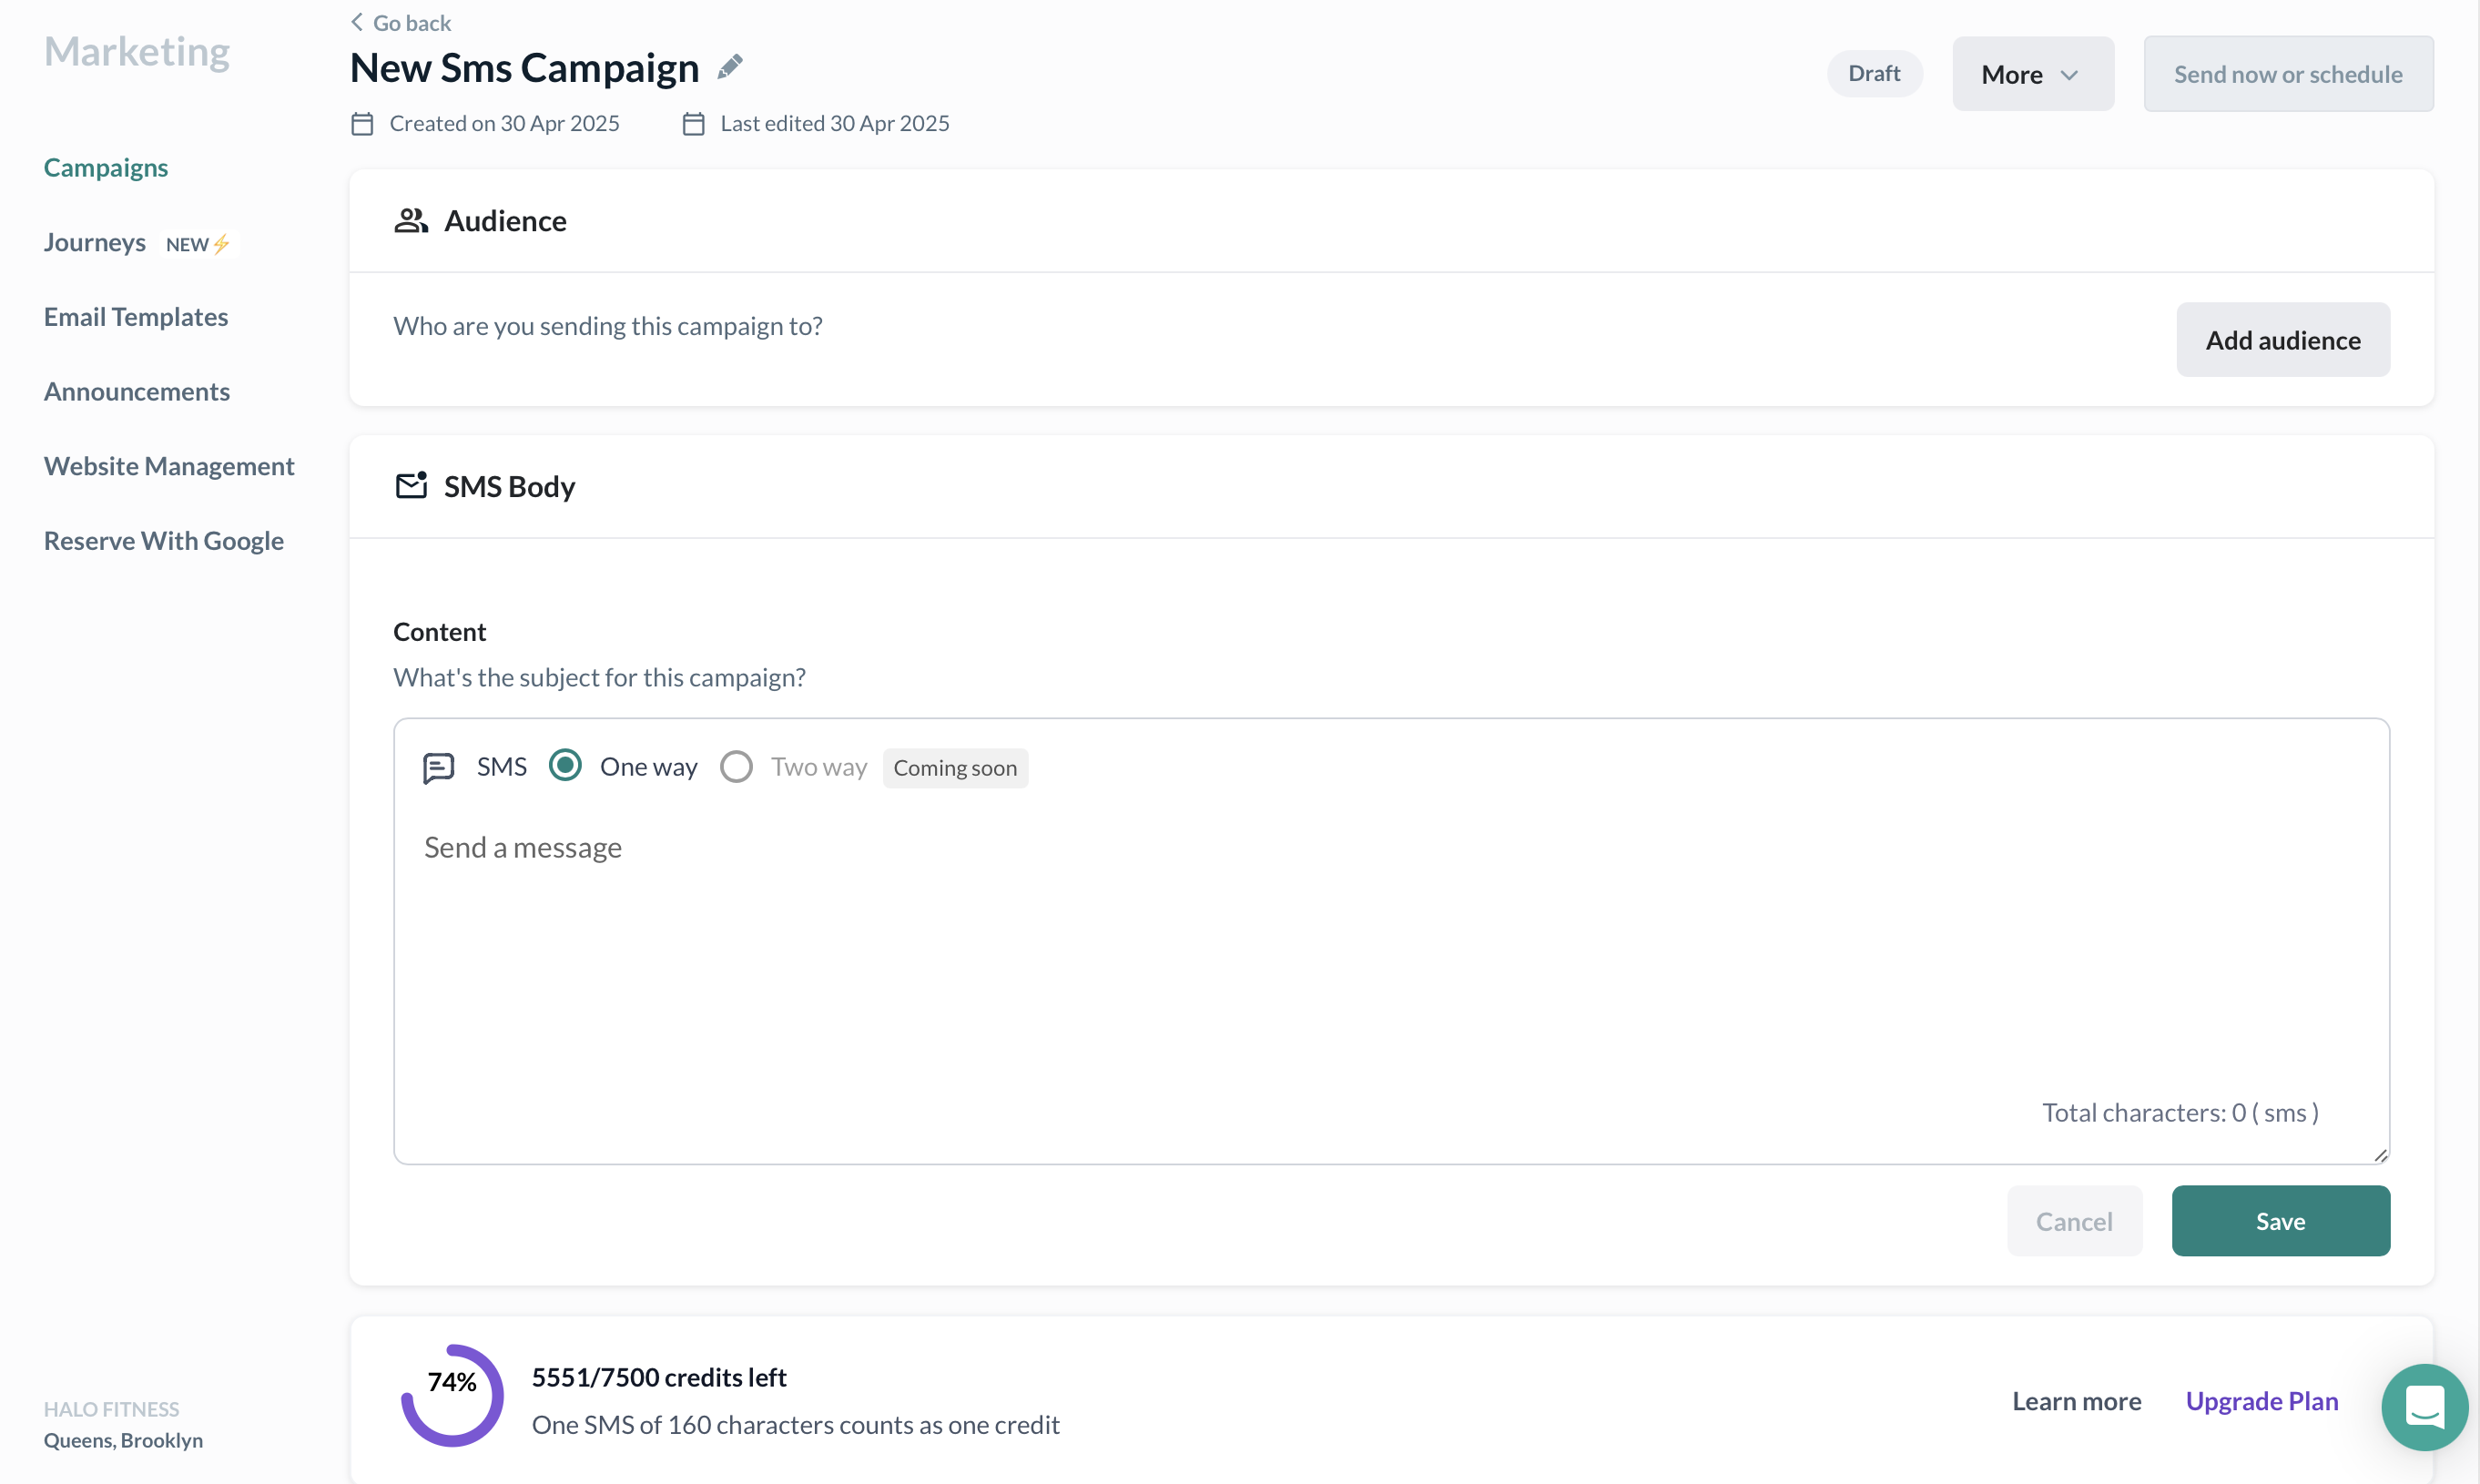 Marketing
Campaigns
Journeys NEW⚡
Email Templates
Announcements
Website Management
Reserve With Google
HALO FITNESS
Queens, Brooklyn
Go back
New Sms Campaign
Created on 30 Apr 2025 Last edited 30 Apr 2025
Draft
More
Send now or schedule
Audience
Who are you sending this campaign to?
Add audience
SMS Body
Content
What's the subject for this campaign?
SMS One way Two way Coming soon
Send a message
Total characters: 0 ( sms )
Cancel
Save
74%
5551/7500 credits left
One SMS of 160 characters counts as one credit
Learn more
Upgrade Plan